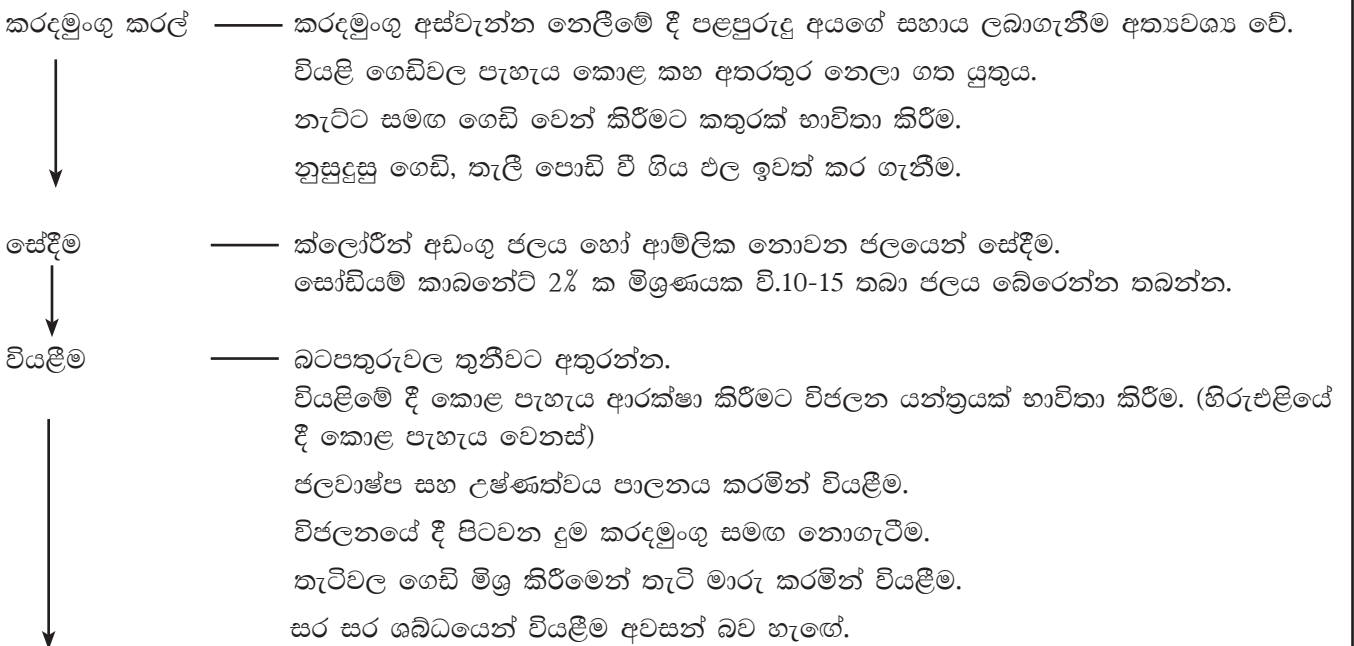 කරදමුංගු කරල් කරදමුංගු අස්වැන්න නෙලීමේ දී පළපුරුදු අයගේ සහාය ලබාගැනීම අත්‍යවශ්‍ය වේ.
වියළි ගෙඩිවල පැහැය කොළ කහ අතරතුර නෙලා ගත යුතුය.
නැට්ට සමඟ ගෙඩි වෙන් කිරීමට කතුරක් භාවිතා කිරීම.
නුසුදුසු ගෙඩි, තැලී පොඩි වී ගිය ඵල ඉවත් කර ගැනීම.
සේදීම ක්ලෝරීන් අඩංගු ජලය හෝ ආම්ලික නොවන ජලයෙන් සේදීම.
සෝඩියම් කාබනේට් 2% ක මිශ්‍රණයක වි.10-15 තබා ජලය බේරෙන්න තබන්න.
වියළීම බටපතුරුවල තුනීවට අතුරන්න.
වියළිමේ දී කොළ පැහැය ආරක්ෂා කිරීමට විජලන යන්ත්‍රයක් භාවිතා කිරීම. (හිරුඑළියේ
දී කොළ පැහැය වෙනස්)
ජලවාෂ්ප සහ උෂ්ණත්වය පාලනය කරමින් වියළීම.
විජලනයේ දී පිටවන දුම කරදමුංගු සමඟ නොගැටීම.
තැටිවල ගෙඩි මිශ්‍ර කිරීමෙන් තැටි මාරු කරමින් වියළීම.
සර සර ශබ්ධයෙන් වියළීම අවසන් බව හැඟේ.